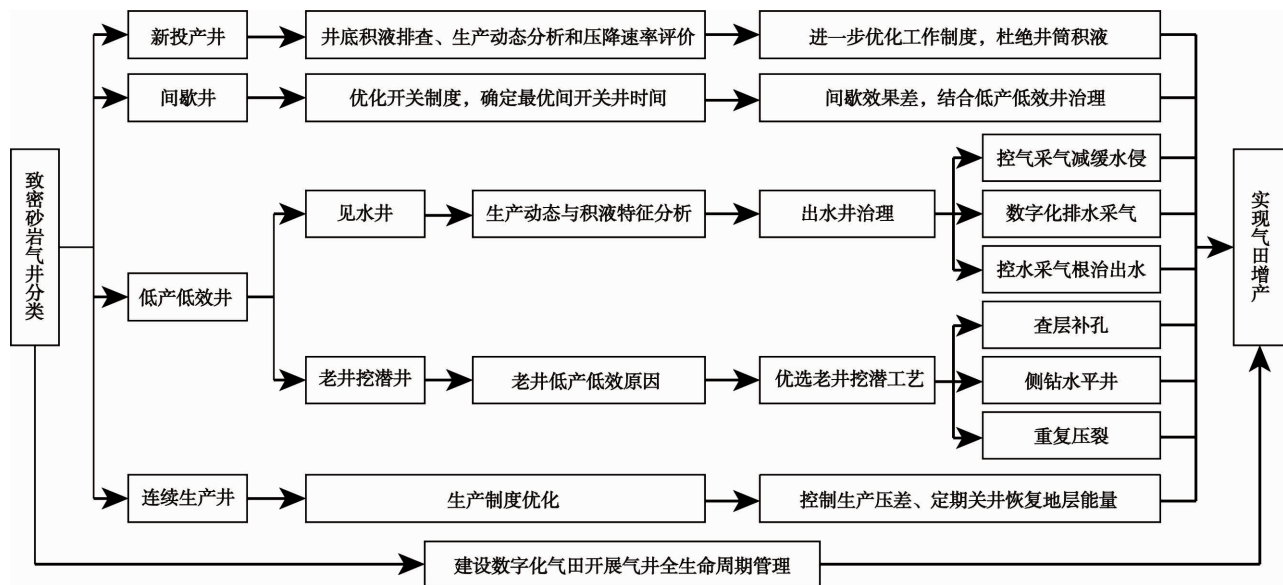 致密砂岩气井分类
新投产井
井底积液排查、生产动态分析和压降速率评价
进一步优化工作制度，杜绝井筒积液
间歇井
优化开关制度，确定最优间开关井时间
间歇效果差，结合低产低效井治理
低产低效井
见水井
生产动态与积液特征分析
出水井治理
控气采气减缓水侵
数字化排水采气
控水采气根治出水
老井挖潜井
老井低产低效原因
优选老井挖潜工艺
查层补孔
侧钻水平井
重复压裂
连续生产井
生产制度优化
控制生产压差、定期关井恢复地层能量
建设数字化气田开展气井全生命周期管理
实现气田增产